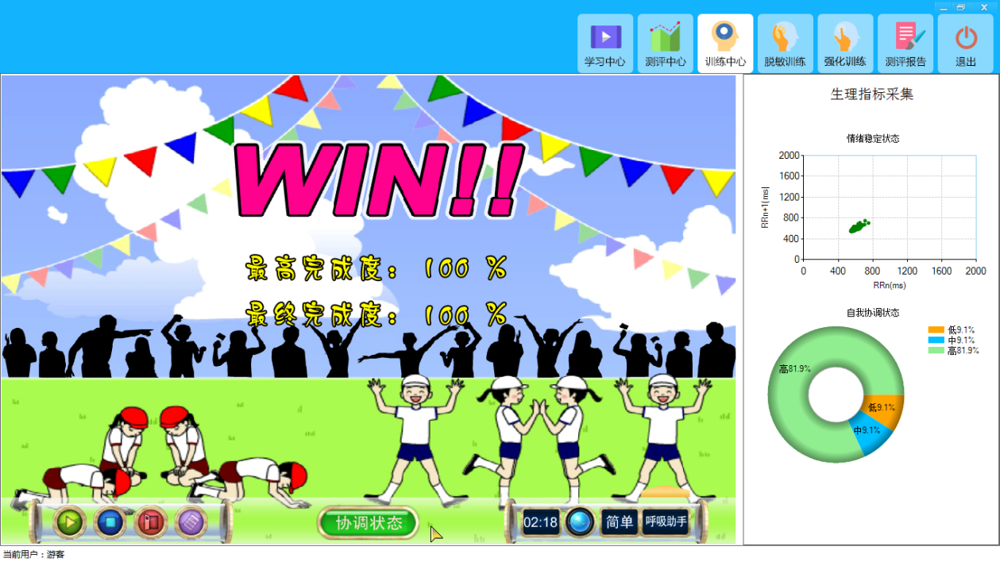 学习中心 测评中心 训练中心 脱敏训练 强化训练 测评报告 退出
WIN!!
最高完成度: 100 %
最终完成度: 100 %
协调状态
02:18 简单 呼吸助手
生理指标采集
情绪稳定状态
2000
1600
1200
800
400
0
RRn+1(ms)
0 400 800 1200 1600 2000
RRn(ms)
自我协调状态
低9.1%
中9.1%
高81.9%
高81.9%
低9.1%
中9.1%
当前用户：游客